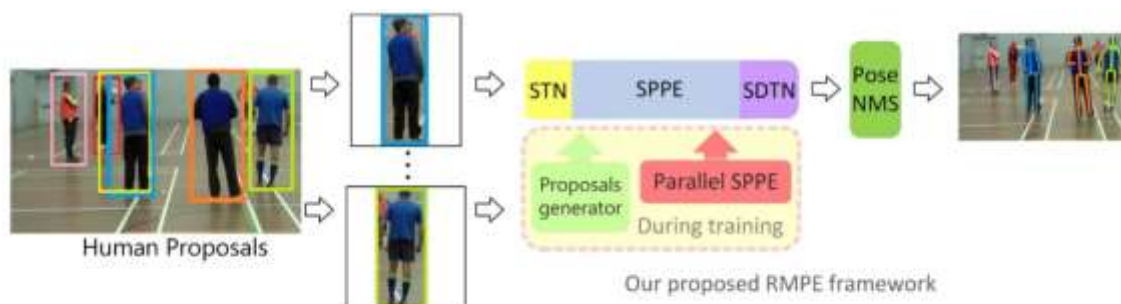 Human Proposals
STN
SPPE
SDTN
Pose
NMS
Proposals
generator
Parallel SPPE
During training
Our proposed RMPE framework